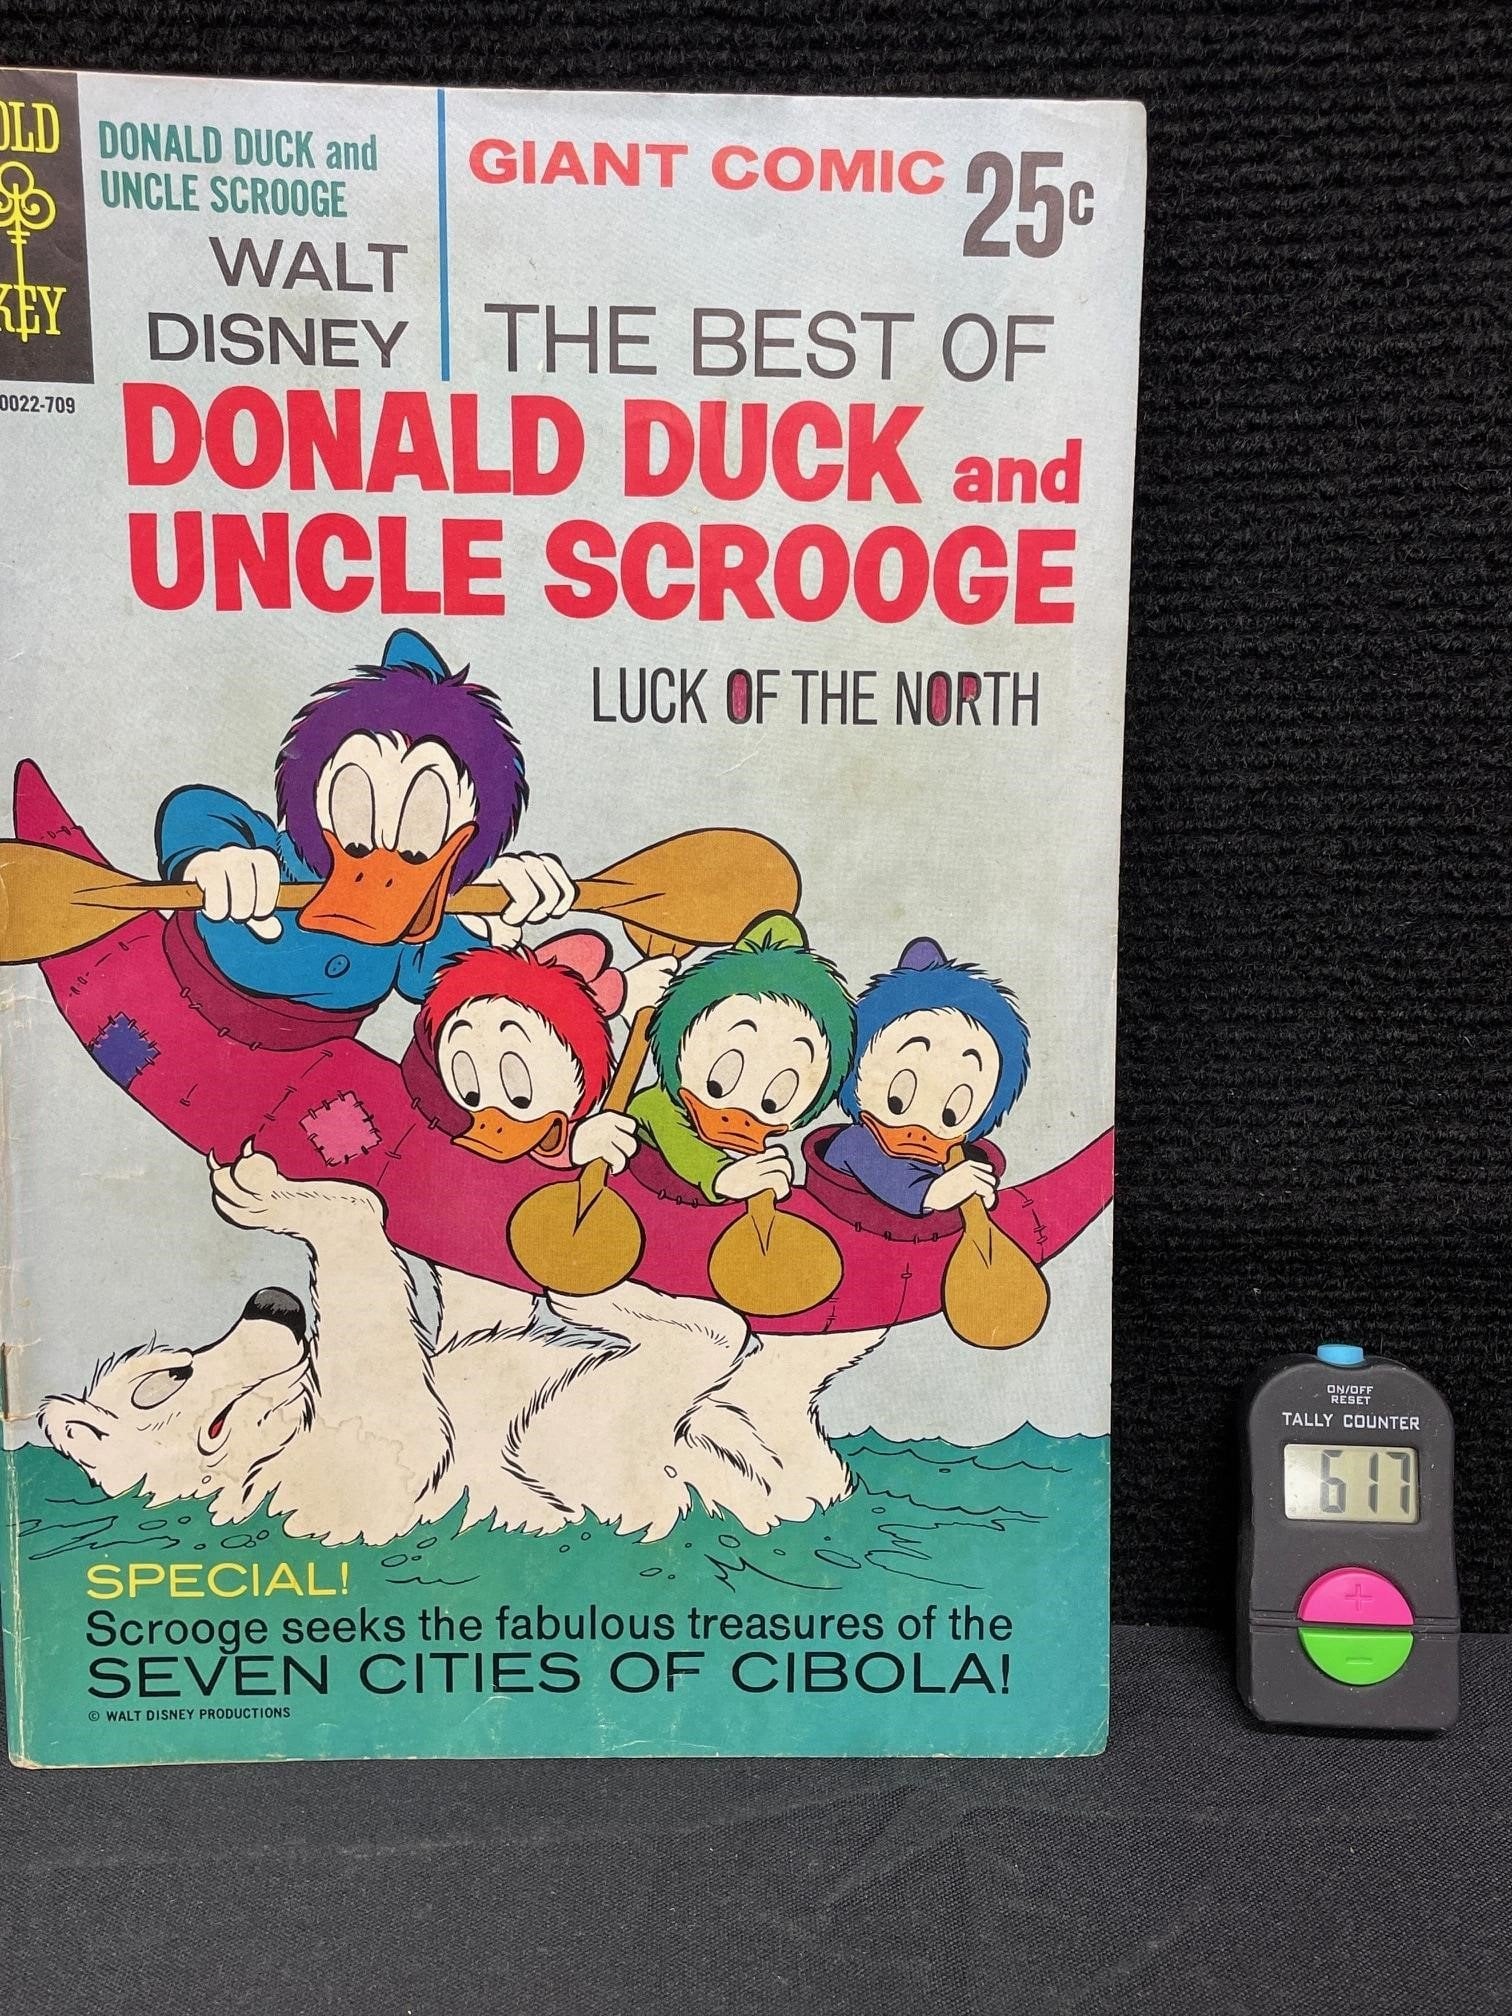 OLD
KEY
DONALD DUCK and
UNCLE SCROOGE
WALT
DISNEY
GIANT COMIC 25c
THE BEST OF
0022-709
DONALD DUCK and
UNCLE SCROOGE
LUCK OF THE NORTH
SPECIAL!
Scrooge seeks the fabulous treasures of the
SEVEN CITIES OF CIBOLA!
© WALT DISNEY PRODUCTIONS
ON/OFF
RESET
TALLY COUNTER
617
+
−